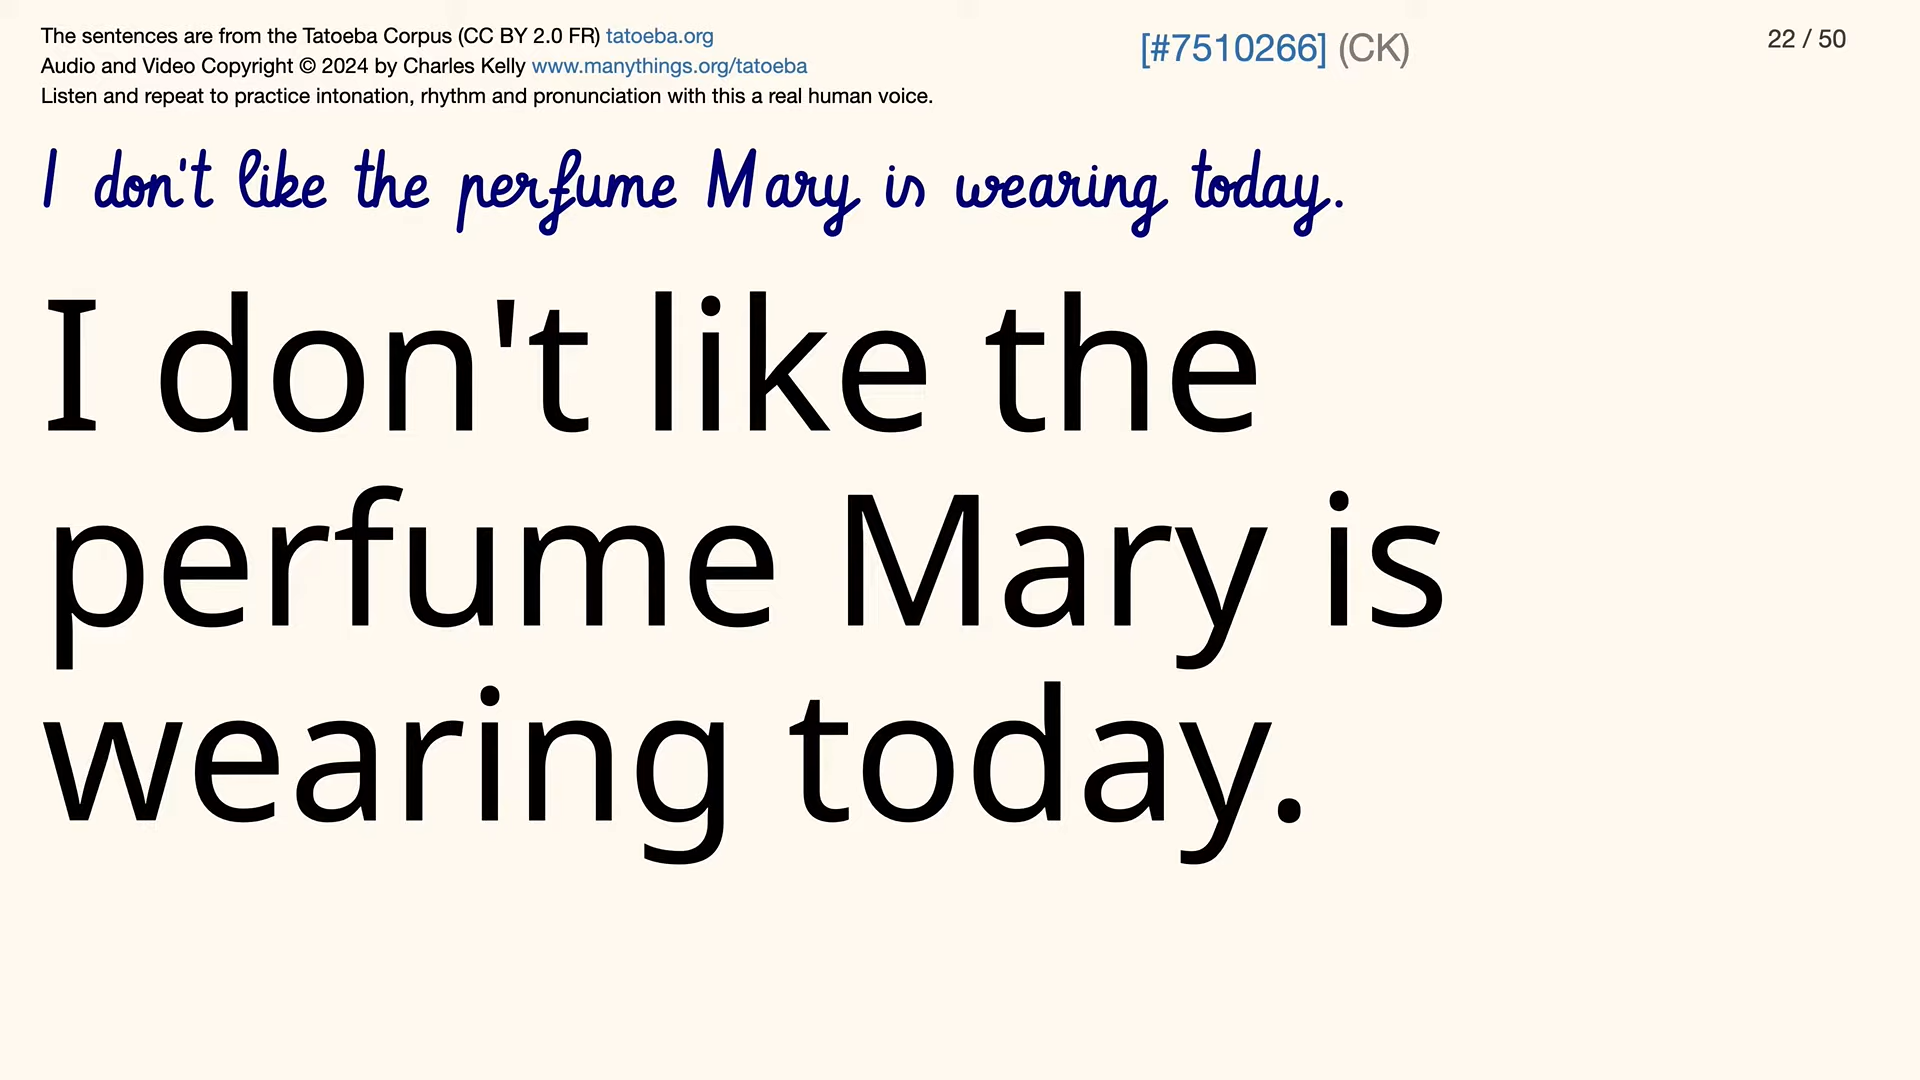 The sentences are from the Tatoeba Corpus (CC BY 2.0 FR) tatoeba.org
Audio and Video Copyright © 2024 by Charles Kelly www.manythings.org/tatoeba
Listen and repeat to practice intonation, rhythm and pronunciation with this a real human voice.
[#7510266] (CK)
22 / 50
I don't like the perfume Mary is wearing today.
I don't like the
perfume Mary is
wearing today.